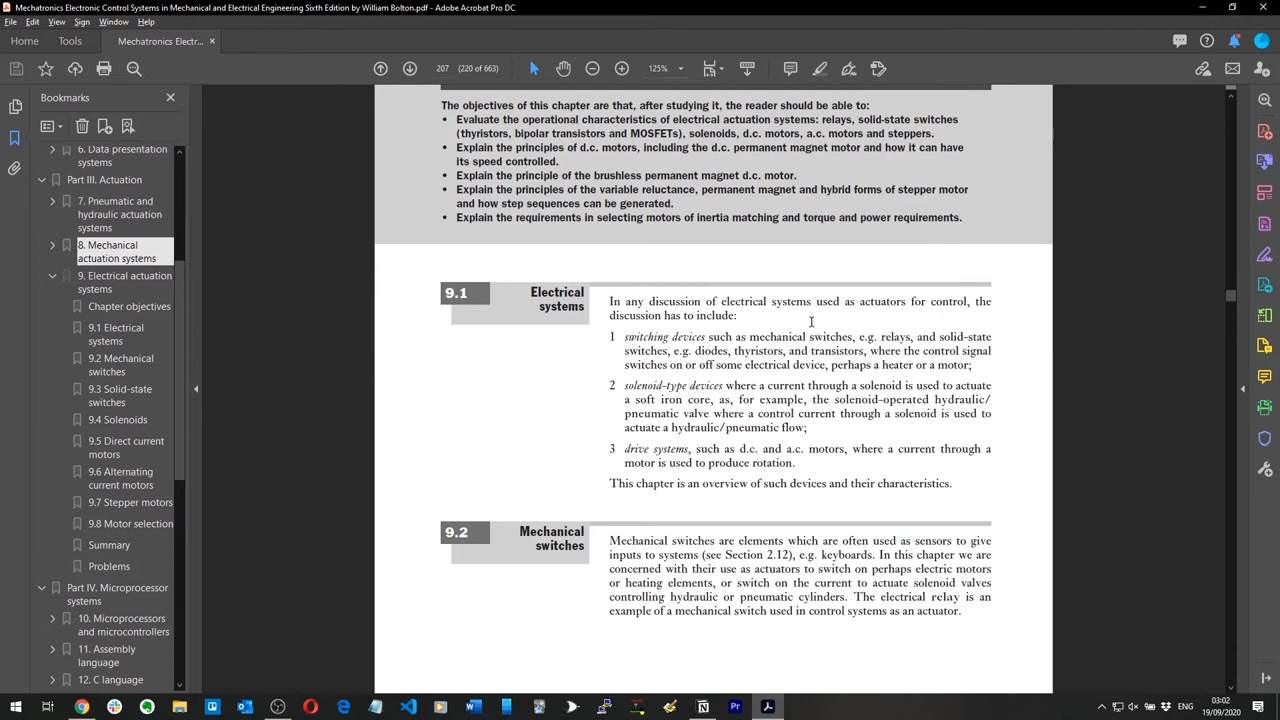 Mechatronics Electronic Control Systems in Mechanical and Electrical Engineering Sixth Edition by William Bolton.pdf - Adobe Acrobat Pro DC
File Edit View Sign Window Help
Home Tools Mechatronics Electr... ×
207 (220 of 663) 125%
Bookmarks
6. Data presentation
systems
Part III. Actuation
7. Pneumatic and
hydraulic actuation
systems
8. Mechanical
actuation systems
9. Electrical actuation
systems
Chapter objectives
9.1 Electrical
systems
9.2 Mechanical
switches
9.3 Solid-state
switches
9.4 Solenoids
9.5 Direct current
motors
9.6 Alternating
current motors
9.7 Stepper motors
9.8 Motor selection
Summary
Problems
Part IV. Microprocessor
systems
10. Microprocessors
and microcontrollers
11. Assembly
language
12. C language
The objectives of this chapter are that, after studying it, the reader should be able to:
• Evaluate the operational characteristics of electrical actuation systems: relays, solid-state switches
(thyristors, bipolar transistors and MOSFETs), solenoids, d.c. motors, a.c. motors and steppers.
• Explain the principles of d.c. motors, including the d.c. permanent magnet motor and how it can have
its speed controlled.
• Explain the principle of the brushless permanent magnet d.c. motor.
• Explain the principles of the variable reluctance, permanent magnet and hybrid forms of stepper motor
and how step sequences can be generated.
• Explain the requirements in selecting motors of inertia matching and torque and power requirements.
9.1 Electrical
systems
In any discussion of electrical systems used as actuators for control, the
discussion has to include:
1 switching devices such as mechanical switches, e.g. relays, and solid-state
switches, e.g. diodes, thyristors, and transistors, where the control signal
switches on or off some electrical device, perhaps a heater or a motor;
2 solenoid-type devices where a current through a solenoid is used to actuate
a soft iron core, as, for example, the solenoid-operated hydraulic/
pneumatic valve where a control current through a solenoid is used to
actuate a hydraulic/pneumatic flow;
3 drive systems, such as d.c. and a.c. motors, where a current through a
motor is used to produce rotation.
This chapter is an overview of such devices and their characteristics.
9.2 Mechanical
switches
Mechanical switches are elements which are often used as sensors to give
inputs to systems (see Section 2.12), e.g. keyboards. In this chapter we are
concerned with their use as actuators to switch on perhaps electric motors
or heating elements, or switch on the current to actuate solenoid valves
controlling hydraulic or pneumatic cylinders. The electrical relay is an
example of a mechanical switch used in control systems as an actuator.
03:02
19/09/2020